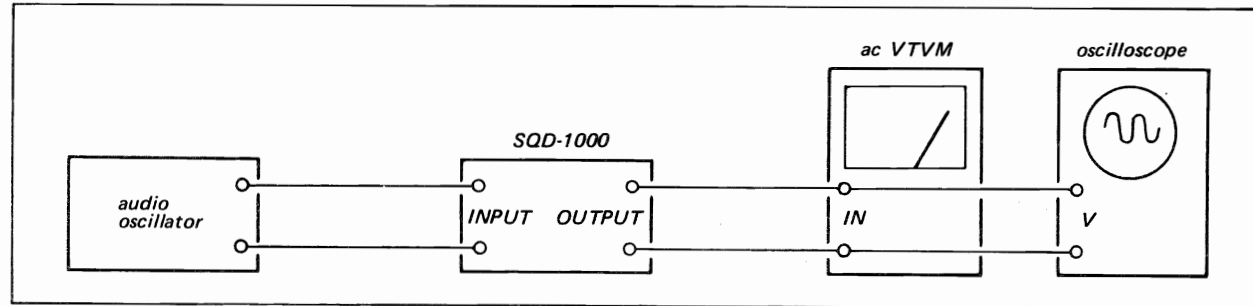 ac VTVM
oscilloscope
SQD-1000
audio
oscillator
INPUT
OUTPUT
IN
V